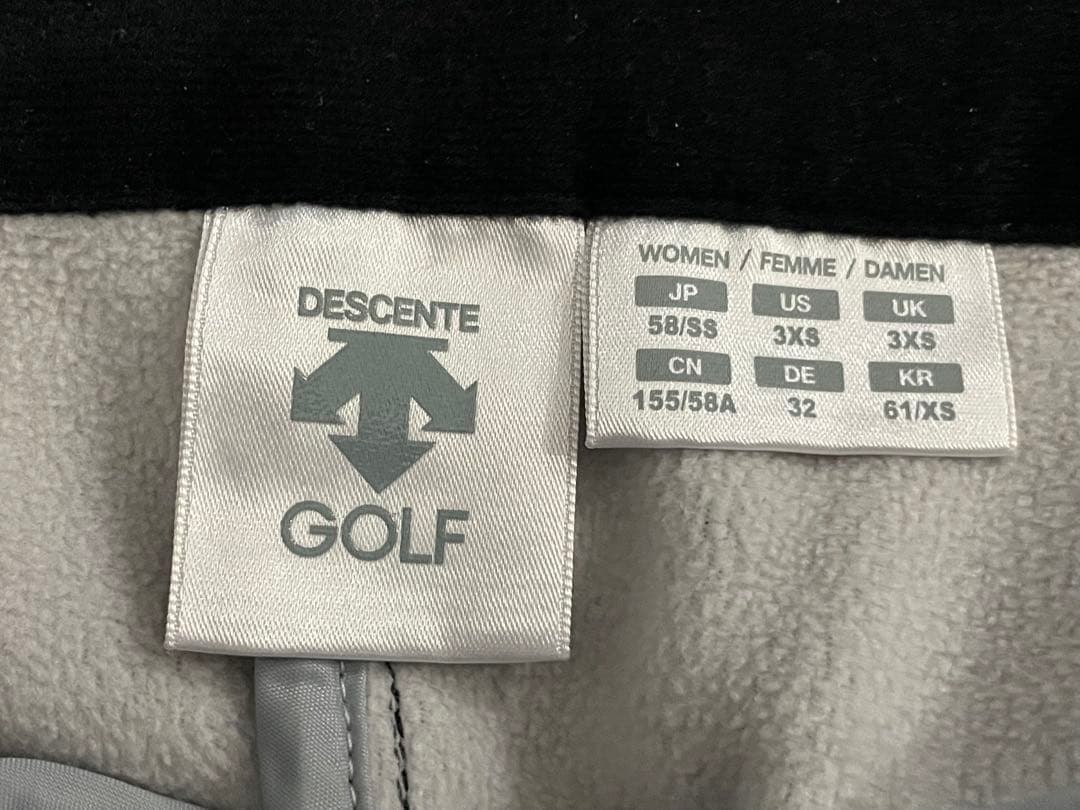 DESCENTE
GOLF
WOMEN / FEMME / DAMEN
JP US UK
58/SS 3XS 3XS
CN DE KR
155/58A 32 61/XS